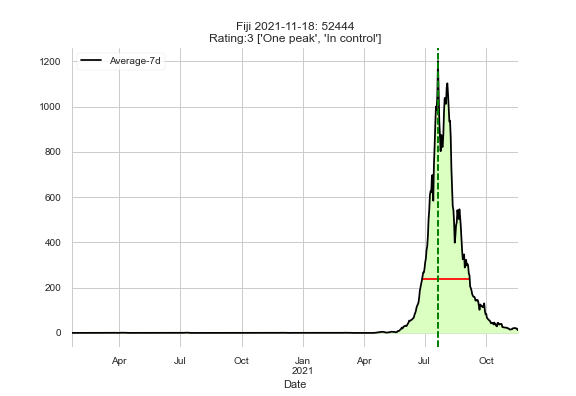 Fiji 2021-11-18: 52444
Rating:3 ['One peak', 'In control']
Average-7d
1200
1000
800
600
400
200
0
Apr Jul Oct Jan Apr Jul Oct
2021
Date